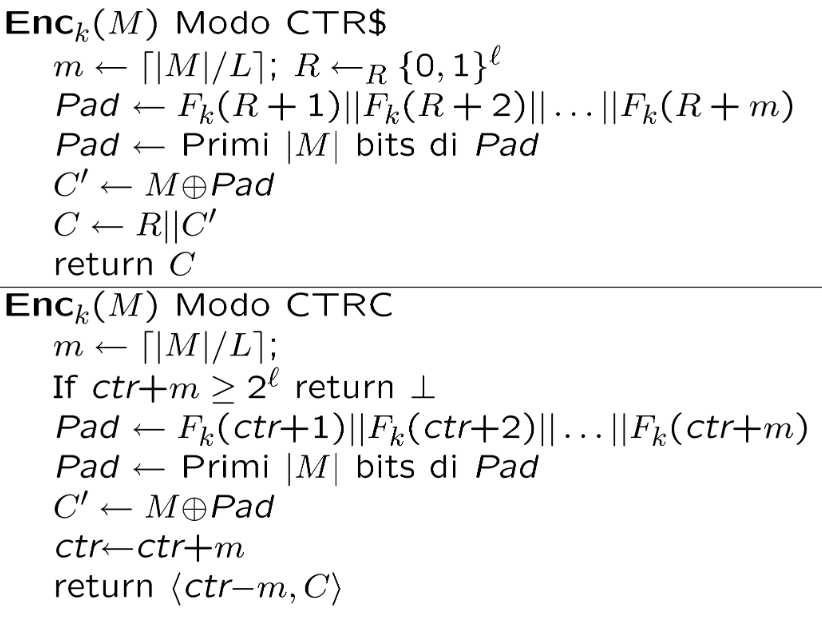 Enc_k(M) Modo CTR$
m ← ⌈|M|/L⌉; R ←_R {0,1}^ℓ
Pad ← F_k(R + 1)||F_k(R + 2)||...||F_k(R + m)
Pad ← Primi |M| bits di Pad
C′ ← M⊕Pad
C ← R||C′
return C
Enc_k(M) Modo CTRC
m ← ⌈|M|/L⌉;
If ctr+m ≥ 2^ℓ return ⊥
Pad ← F_k(ctr+1)||F_k(ctr+2)||...||F_k(ctr+m)
Pad ← Primi |M| bits di Pad
C′ ← M⊕Pad
ctr←ctr+m
return ⟨ctr−m, C⟩